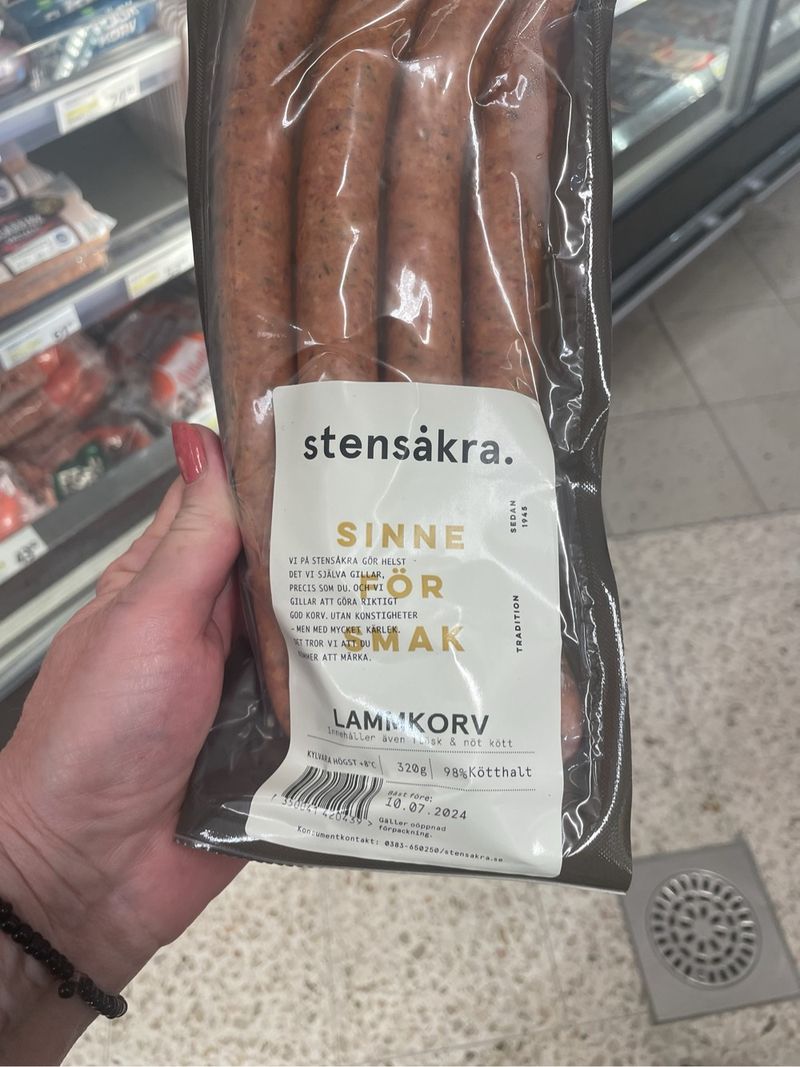 stensåkra.
SEDAN
1945
SINNE
FÖR
SMAK
VI PÅ STENSÅKRA GÖR HELST
DET VI SJÄLVA GILLAR,
PRECIS SOM DU. OCH VI
GILLAR ATT GÖRA RIKTIGT
GOD KORV. UTAN KONSTIGHETER
- MEN MED MYCKET KÄRLEK.
DET TROR VI ATT DU
KOMMER ATT MÄRKA.
TRADITION
LAMMKORV
Innehåller även fläsk & nöt kött
KYLVARA HÖGST +8°C
320g
98% Kötthalt
Bäst före:
10.07.2024
Gäller oöppnad
förpackning.
Konsumentkontakt: 0383-650250/stensakra.se
KORV